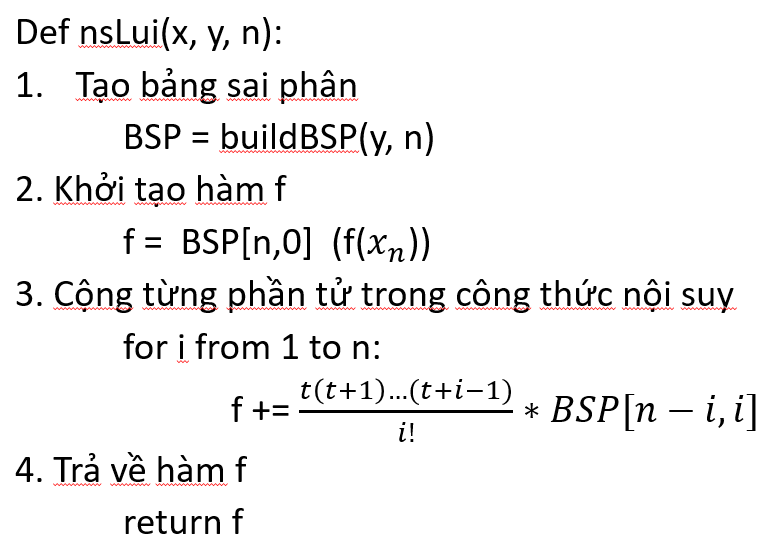 Def nsLui(x, y, n):
1. Tạo bảng sai phân
BSP = buildBSP(y, n)
2. Khởi tạo hàm f
f = BSP[n,0] (f(𝑥ₙ))
3. Cộng từng phần tử trong công thức nội suy
for i from 1 to n:
f += \frac{t(t+1)…(t+i−1)}{i!} ∗ BSP[n − i, i]
4. Trả về hàm f
return f